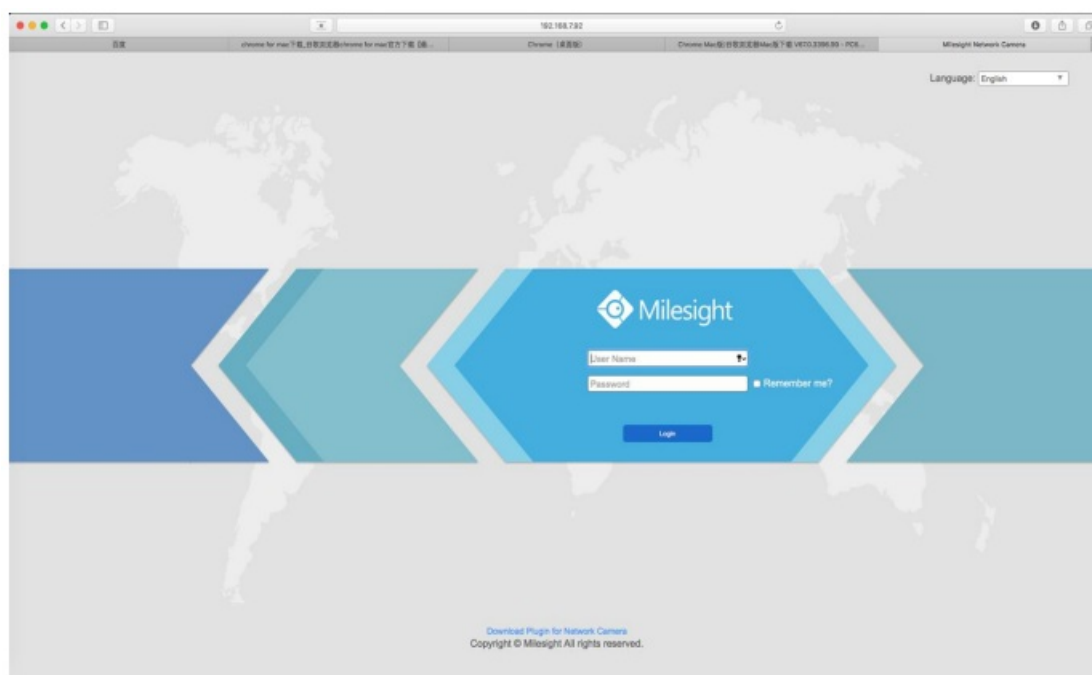 192.168.7.92
百度
Chrome (桌面版)
Milesight Network Camera
Language: English
Milesight
User Name
Password
Remember me?
Login
Download Plugin for Network Camera
Copyright © Milesight All rights reserved.